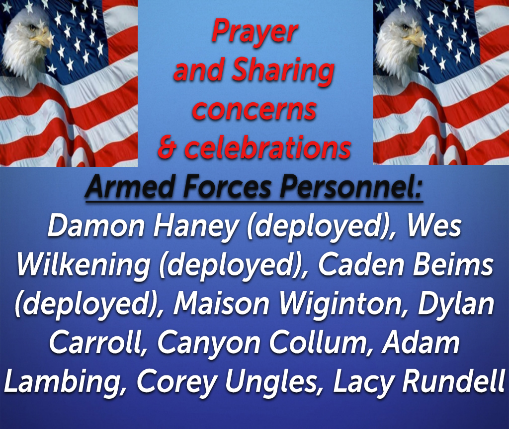 Prayer
and Sharing
concerns
& celebrations
Armed Forces Personnel:
Damon Haney (deployed), Wes
Wilkening (deployed), Caden Beims
(deployed), Maison Wiginton, Dylan
Carroll, Canyon Collum, Adam
Lambing, Corey Ungles, Lacy Rundell